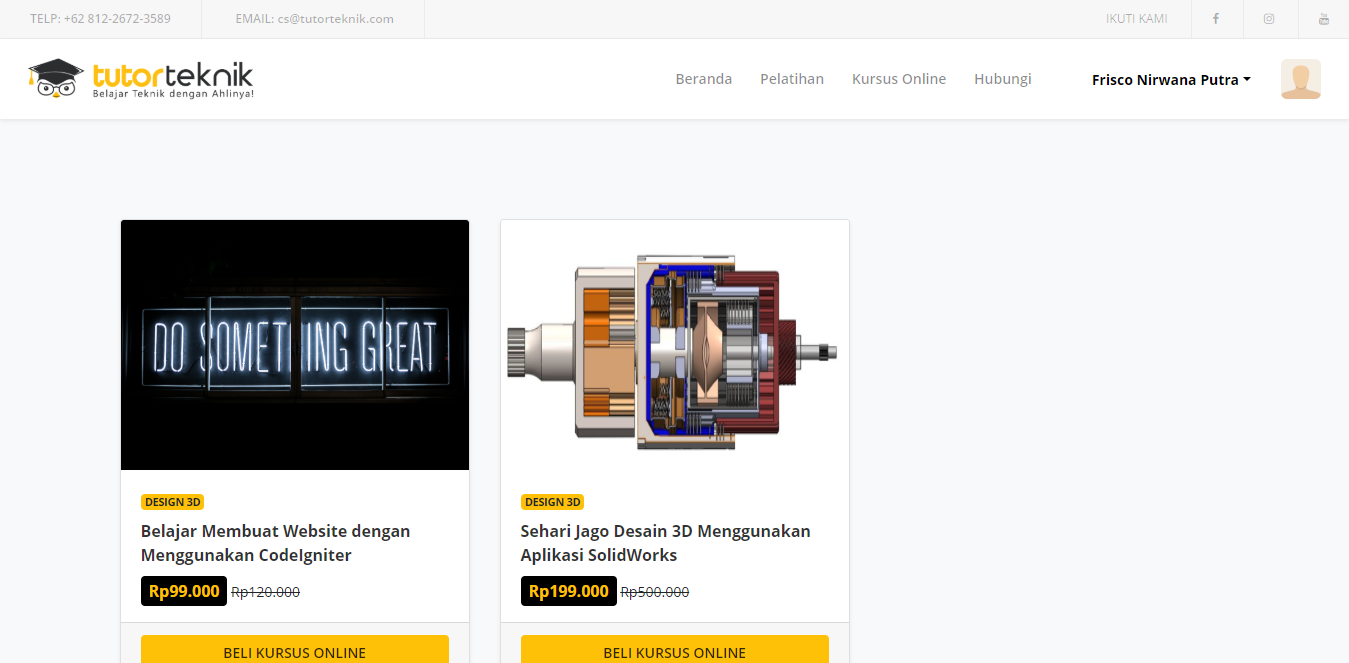 TELP: +62 812-2672-3589
EMAIL: cs@tutorteknik.com
IKUTI KAMI
tutorteknik
Belajar Teknik dengan Ahlinya!
Beranda
Pelatihan
Kursus Online
Hubungi
Frisco Nirwana Putra
DO SOMETHING GREAT
DESIGN 3D
Belajar Membuat Website dengan
Menggunakan CodeIgniter
Rp99.000 Rp120.000
BELI KURSUS ONLINE
DESIGN 3D
Sehari Jago Desain 3D Menggunakan
Aplikasi SolidWorks
Rp199.000 Rp500.000
BELI KURSUS ONLINE